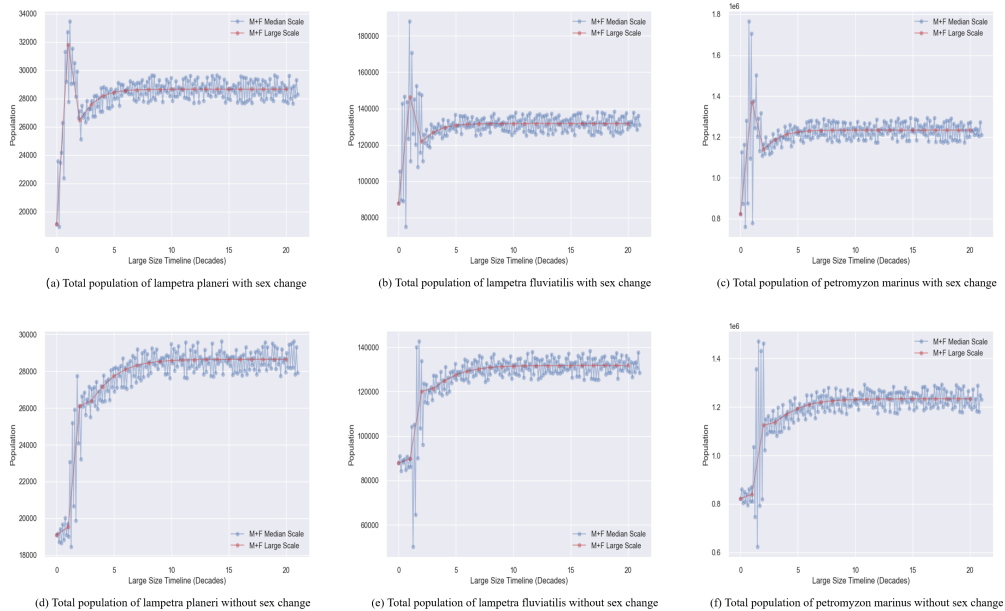 34000
32000
30000
28000
26000
24000
22000
20000
Population
M+F Median Scale
M+F Large Scale
0 5 10 15 20
Large Size Timeline (Decades)
(a) Total population of lampetra planeri with sex change
180000
160000
140000
120000
100000
80000
Population
M+F Median Scale
M+F Large Scale
0 5 10 15 20
Large Size Timeline (Decades)
(b) Total population of lampetra fluviatilis with sex change
1e6
1.8
1.6
1.4
1.2
1.0
0.8
Population
M+F Median Scale
M+F Large Scale
0 5 10 15 20
Large Size Timeline (Decades)
(c) Total population of petromyzon marinus with sex change
30000
28000
26000
24000
22000
20000
18000
Population
M+F Median Scale
M+F Large Scale
0 5 10 15 20
Large Size Timeline (Decades)
(d) Total population of lampetra planeri without sex change
140000
120000
100000
80000
60000
Population
M+F Median Scale
M+F Large Scale
0 5 10 15 20
Large Size Timeline (Decades)
(e) Total population of lampetra fluviatilis without sex change
1e6
1.4
1.2
1.0
0.8
0.6
Population
M+F Median Scale
M+F Large Scale
0 5 10 15 20
Large Size Timeline (Decades)
(f) Total population of petromyzon marinus without sex change